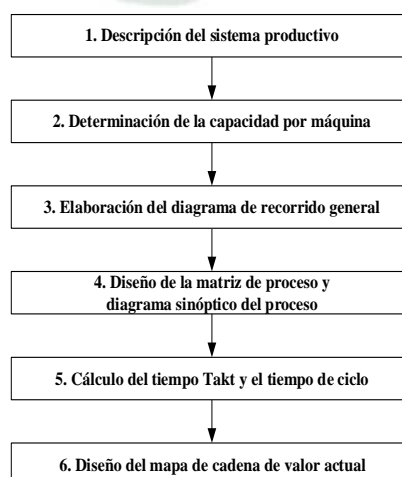 1. Descripción del sistema productivo
2. Determinación de la capacidad por máquina
3. Elaboración del diagrama de recorrido general
4. Diseño de la matriz de proceso y
diagrama sinóptico del proceso
5. Cálculo del tiempo Takt y el tiempo de ciclo
6. Diseño del mapa de cadena de valor actual